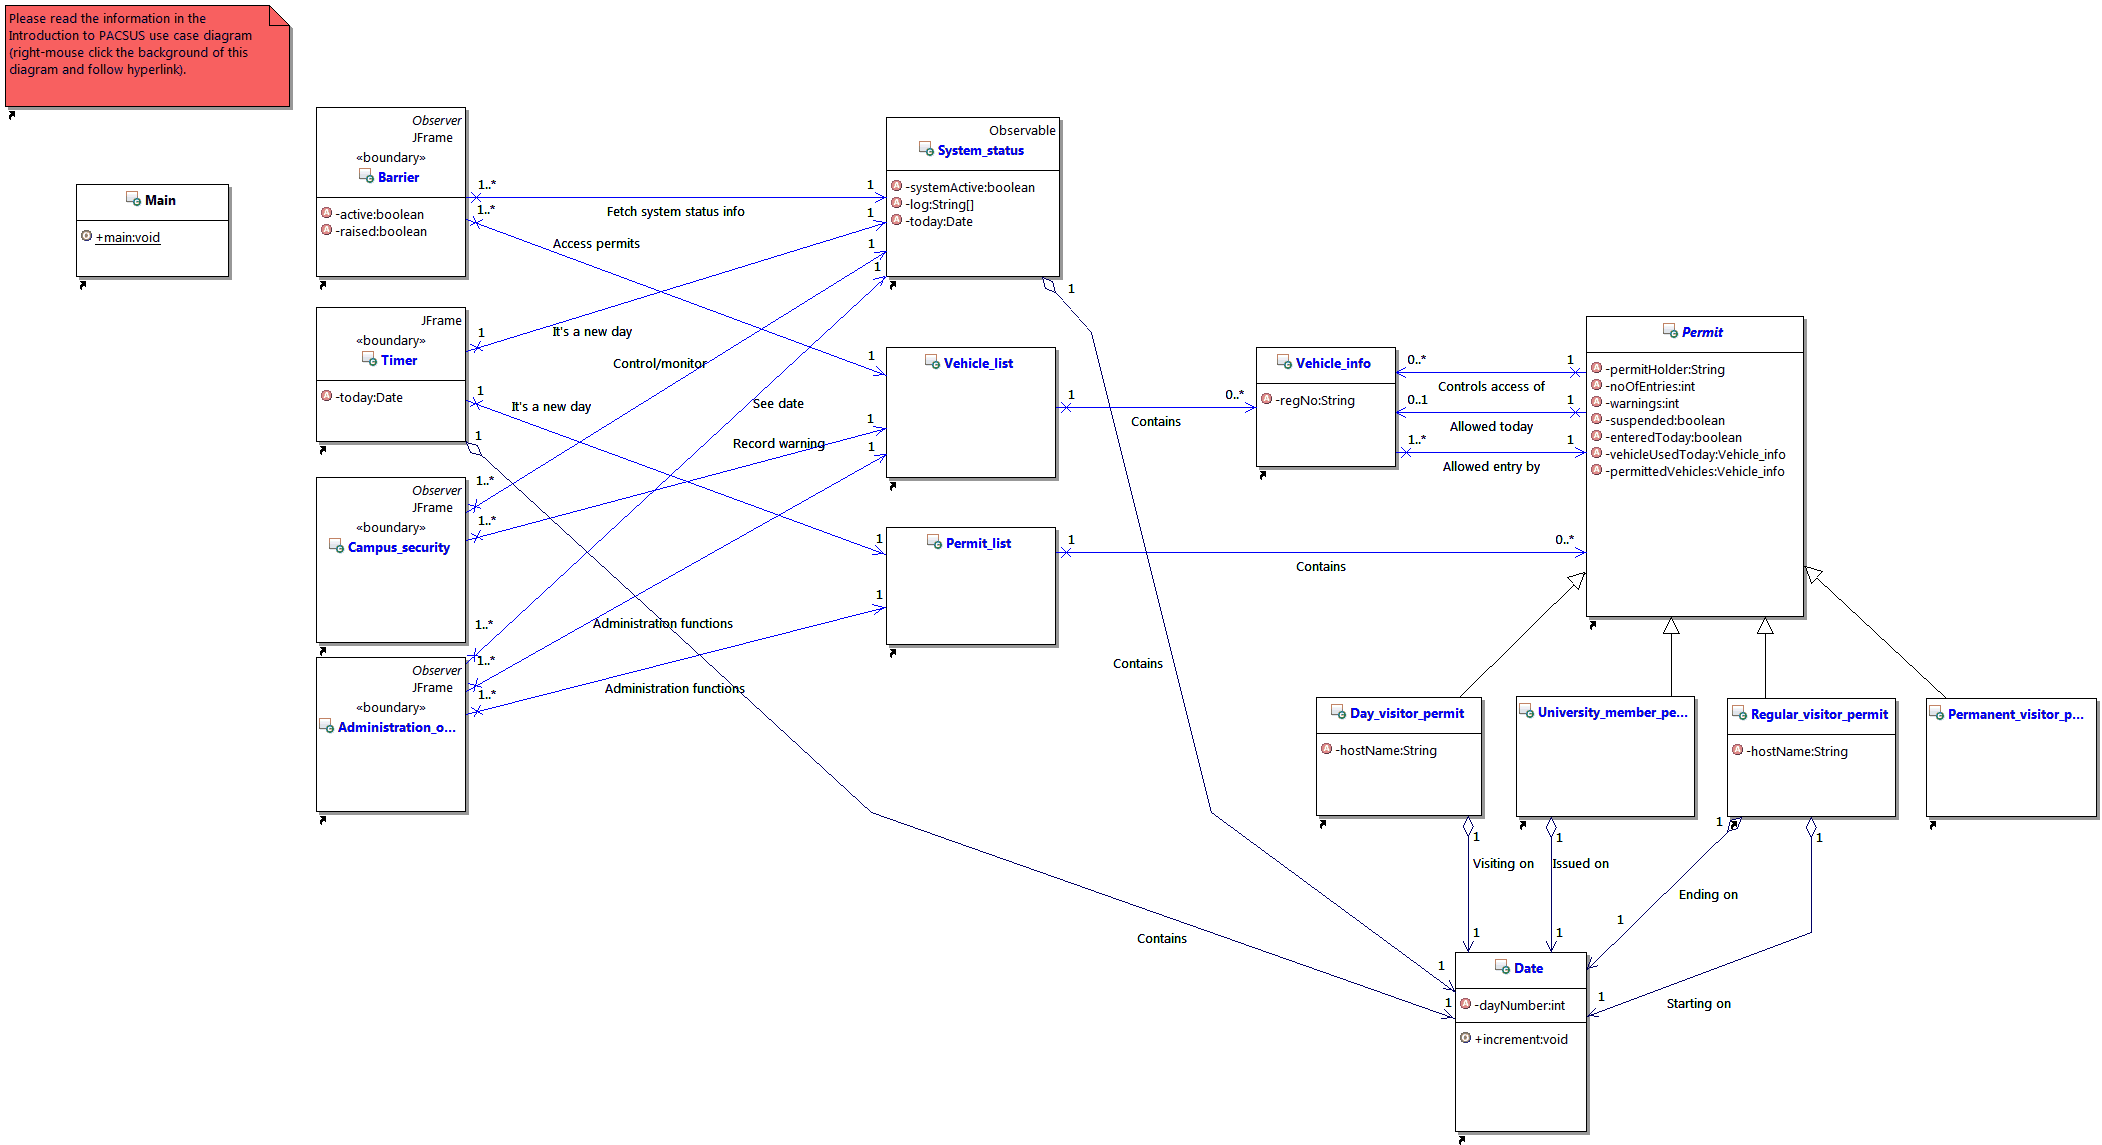 Please read the information in the
Introduction to PACSUS use case diagram
(right-mouse click the background of this
diagram and follow hyperlink).
Main
+main:void
Observer
JFrame
«boundary»
Barrier
-active:boolean
-raised:boolean
JFrame
«boundary»
Timer
-today:Date
Observer
JFrame
«boundary»
Campus_security
Observer
JFrame
«boundary»
Administration_o...
1..*
1
Fetch system status info
1..*
1
Access permits
1
1
It's a new day
1
1
Control/monitor
1
It's a new day
See date
Record warning
1
1
1
1..*
1..*
1..*
1..*
1..*
1
1
Administration functions
Administration functions
Observable
System_status
-systemActive:boolean
-log:String[]
-today:Date
1
Vehicle_list
Permit_list
1
0..*
Contains
1
0..*
Contains
Contains
Contains
Vehicle_info
-regNo:String
0..*
1
Controls access of
0..1
1
Allowed today
1..*
1
Allowed entry by
Permit
-permitHolder:String
-noOfEntries:int
-warnings:int
-suspended:boolean
-enteredToday:boolean
-vehicleUsedToday:Vehicle_info
-permittedVehicles:Vehicle_info
Day_visitor_permit
-hostName:String
University_member_pe...
Regular_visitor_permit
-hostName:String
Permanent_visitor_p...
1
Visiting on
1
1
Issued on
1
1
Ending on
1
1
Starting on
1
1
1
Date
-dayNumber:int
+increment:void